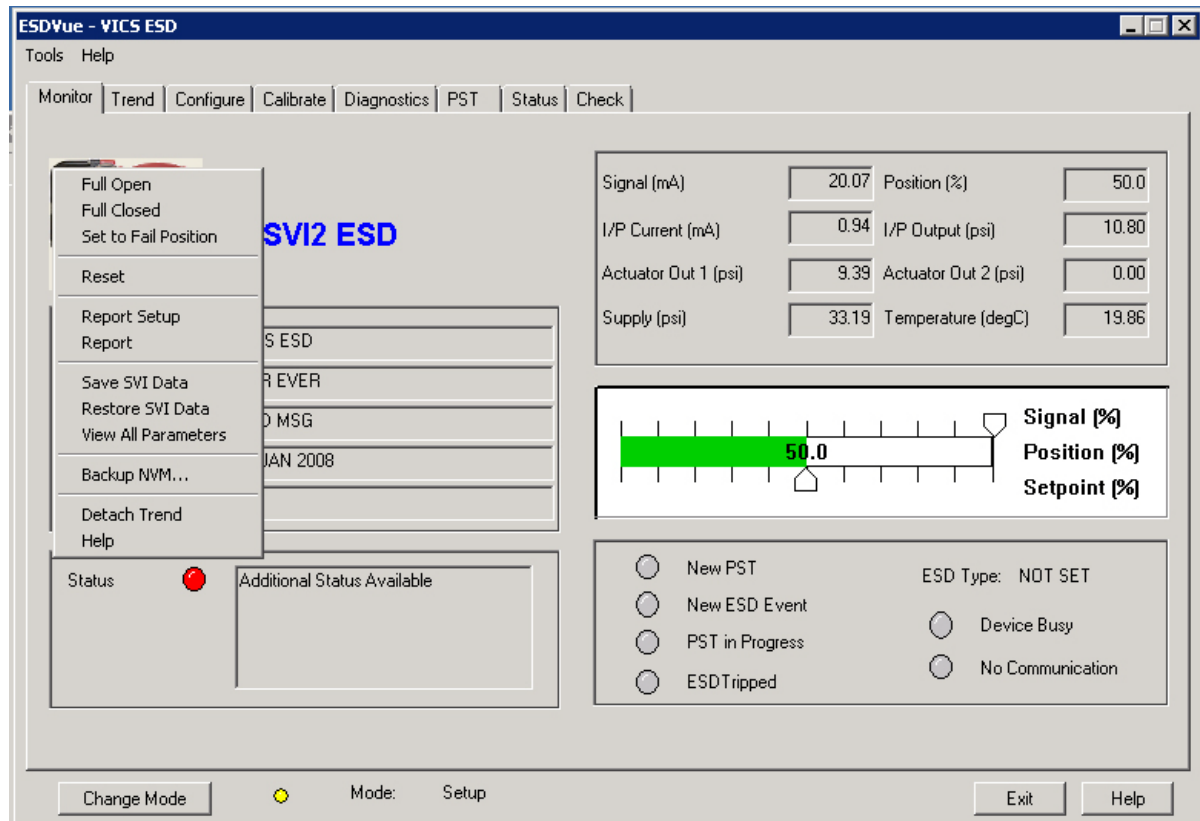 ESDVue - VICS ESD
Tools Help
Monitor Trend Configure Calibrate Diagnostics PST Status Check
Full Open
Full Closed
Set to Fail Position
Reset
Report Setup
Report
Save SVI Data
Restore SVI Data
View All Parameters
Backup NVM...
Detach Trend
Help
SVI2 ESD
S ESD
R EVER
MSG
JAN 2008
Signal (mA) 20.07 Position (%) 50.0
I/P Current (mA) 0.94 I/P Output (psi) 10.80
Actuator Out 1 (psi) 9.39 Actuator Out 2 (psi) 0.00
Supply (psi) 33.19 Temperature (degC) 19.86
Signal (%)
50.0 Position (%)
Setpoint (%)
Status Additional Status Available
New PST
New ESD Event
PST in Progress
ESDTripped
ESD Type: NOT SET
Device Busy
No Communication
Change Mode Mode: Setup Exit Help